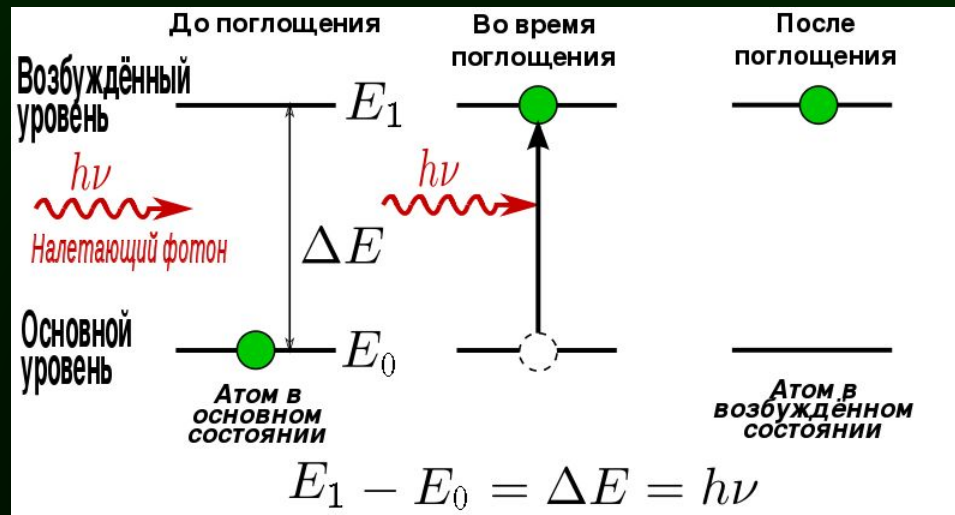 До поглощения
Во время
поглощения
После
поглощения
Возбуждённый
уровень
E₁
hν
Налетающий фотон
hν
ΔE
Основной
уровень
E₀
Атом в
основном
состоянии
Атом в
возбуждённом
состоянии
E₁ − E₀ = ΔE = hν